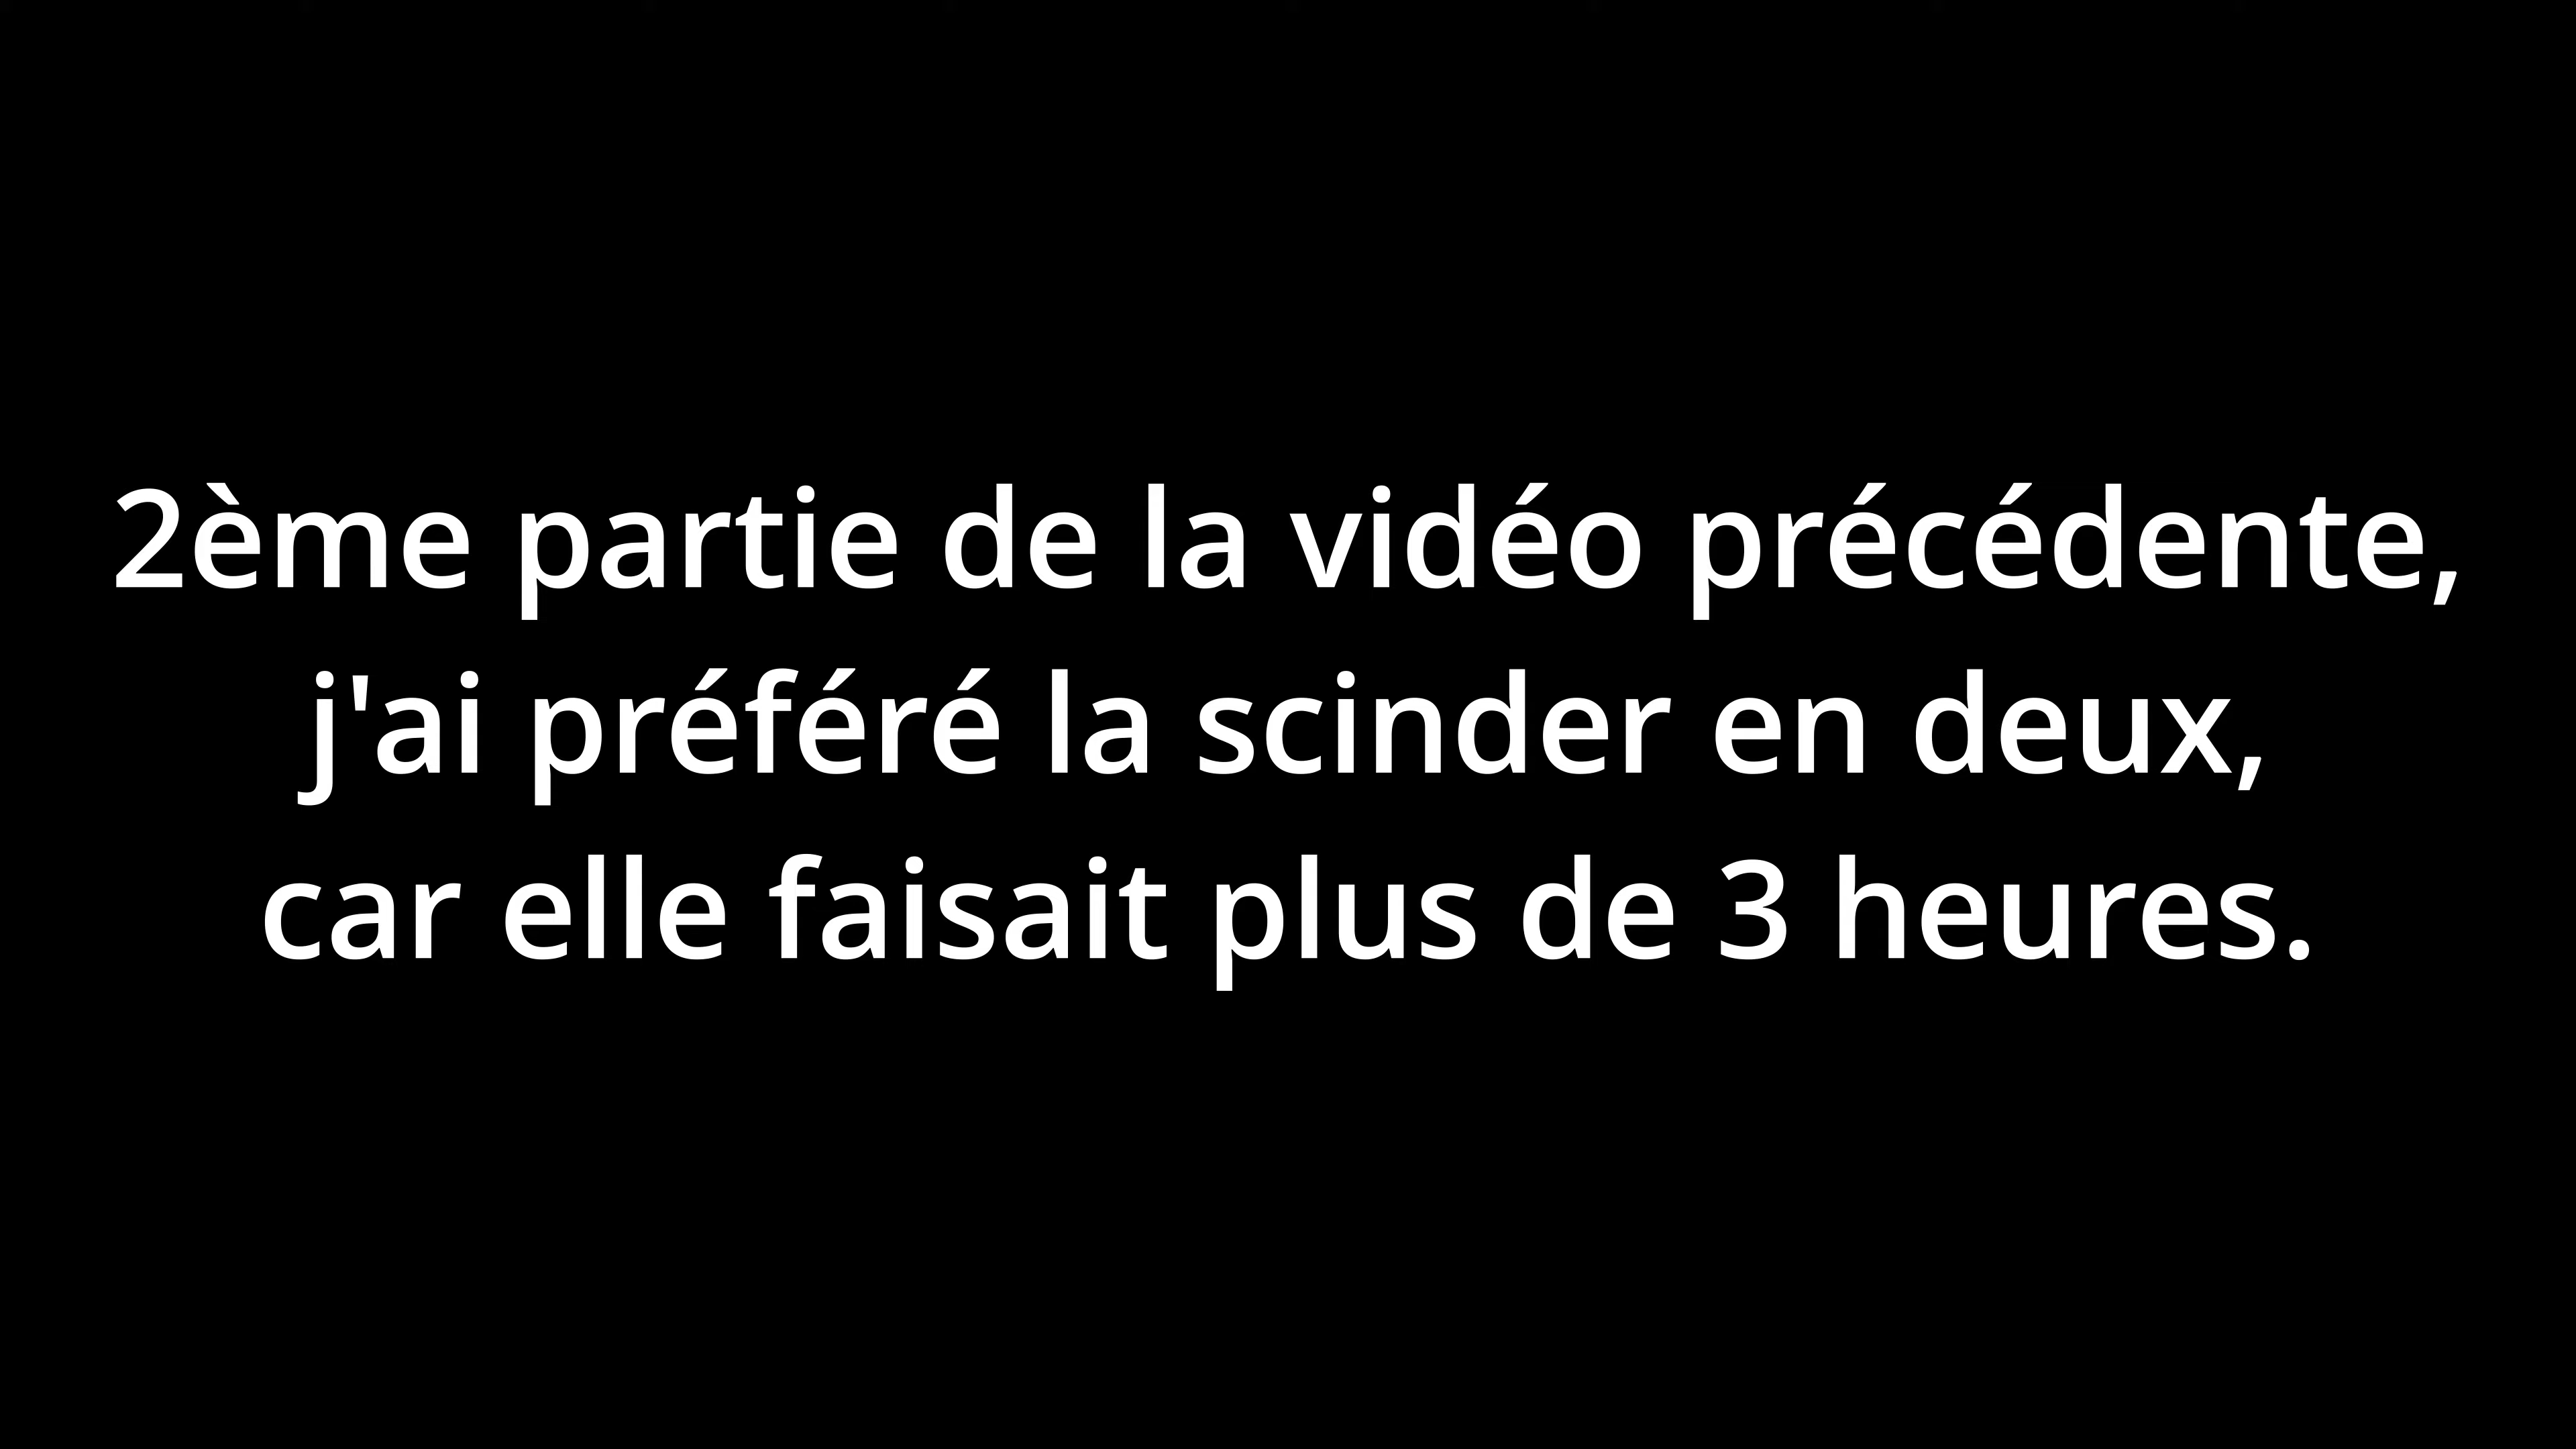 2ème partie de la vidéo précédente,
j'ai préféré la scinder en deux,
car elle faisait plus de 3 heures.